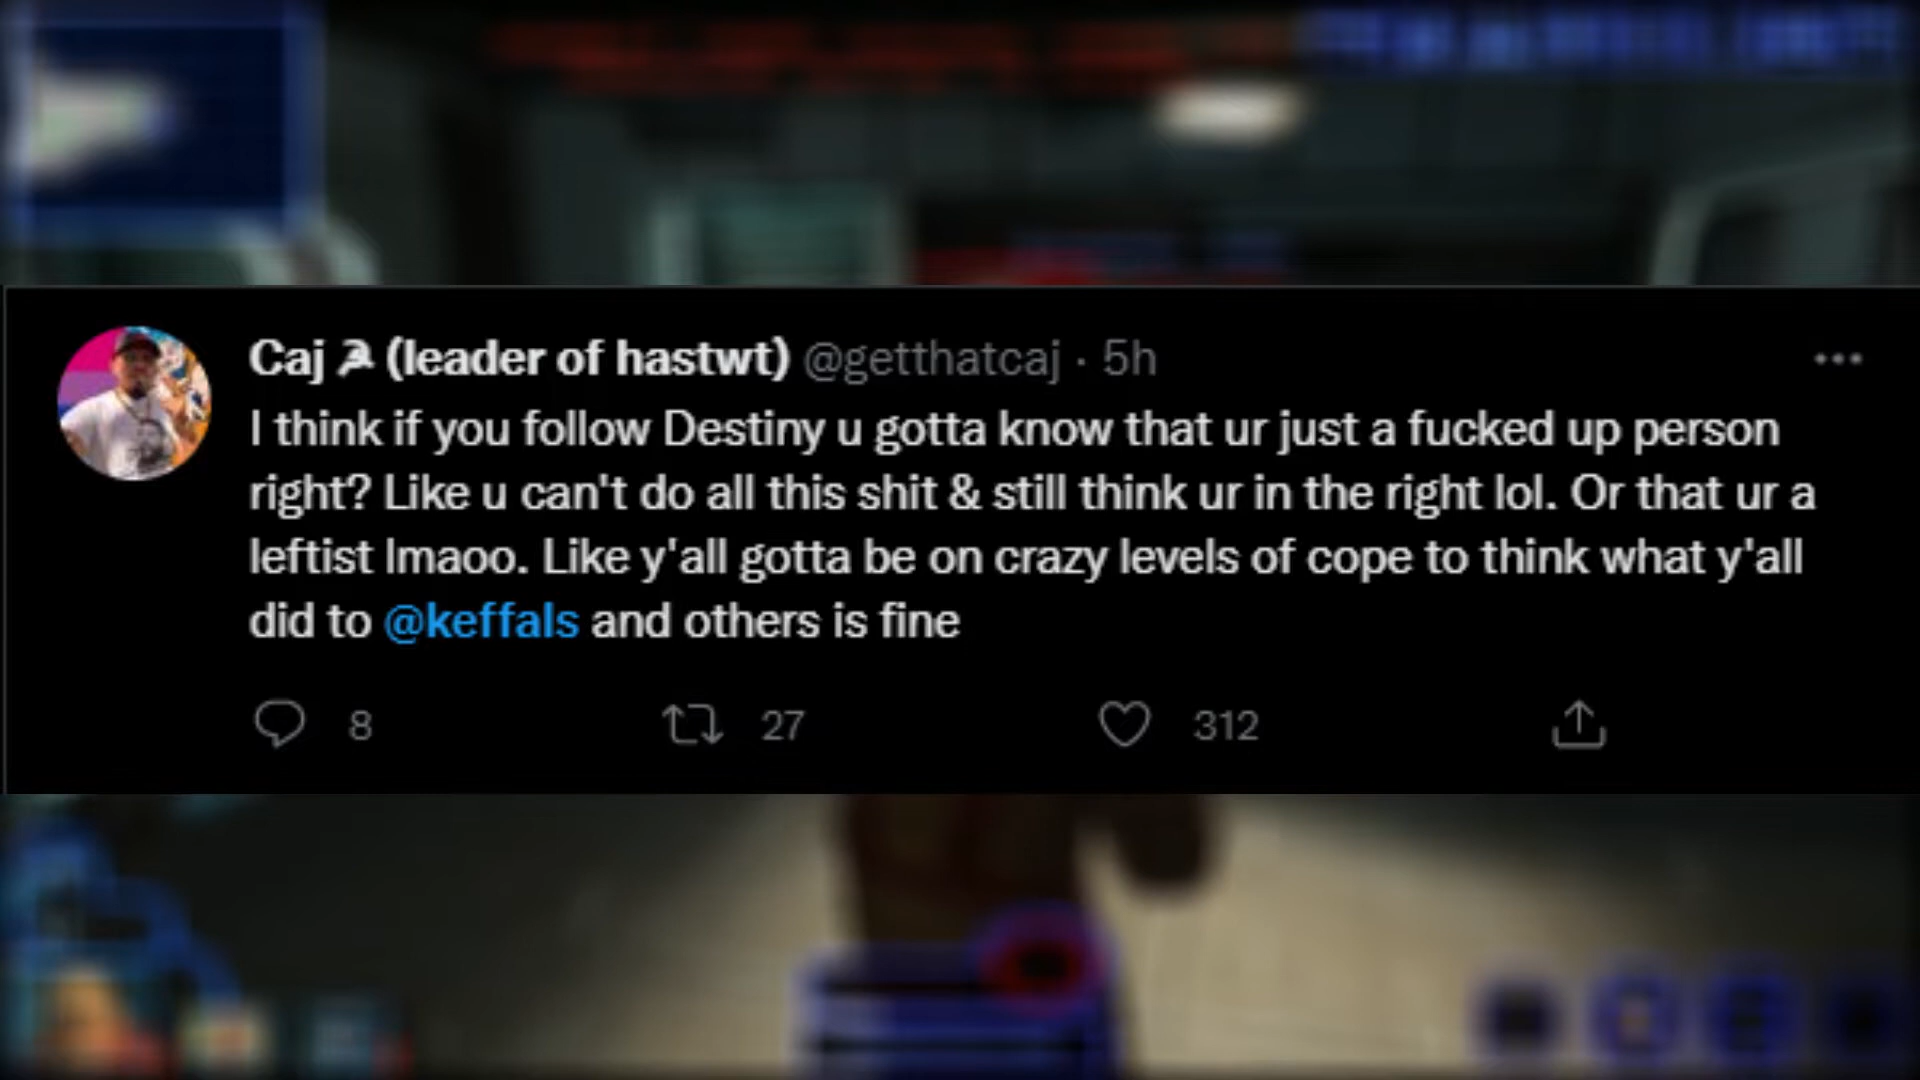 Caj ☭ (leader of hastwt) @getthatcaj · 5h
I think if you follow Destiny u gotta know that ur just a fucked up person
right? Like u can't do all this shit & still think ur in the right lol. Or that ur a
leftist lmaoo. Like y'all gotta be on crazy levels of cope to think what y'all
did to @keffals and others is fine
8 27 312